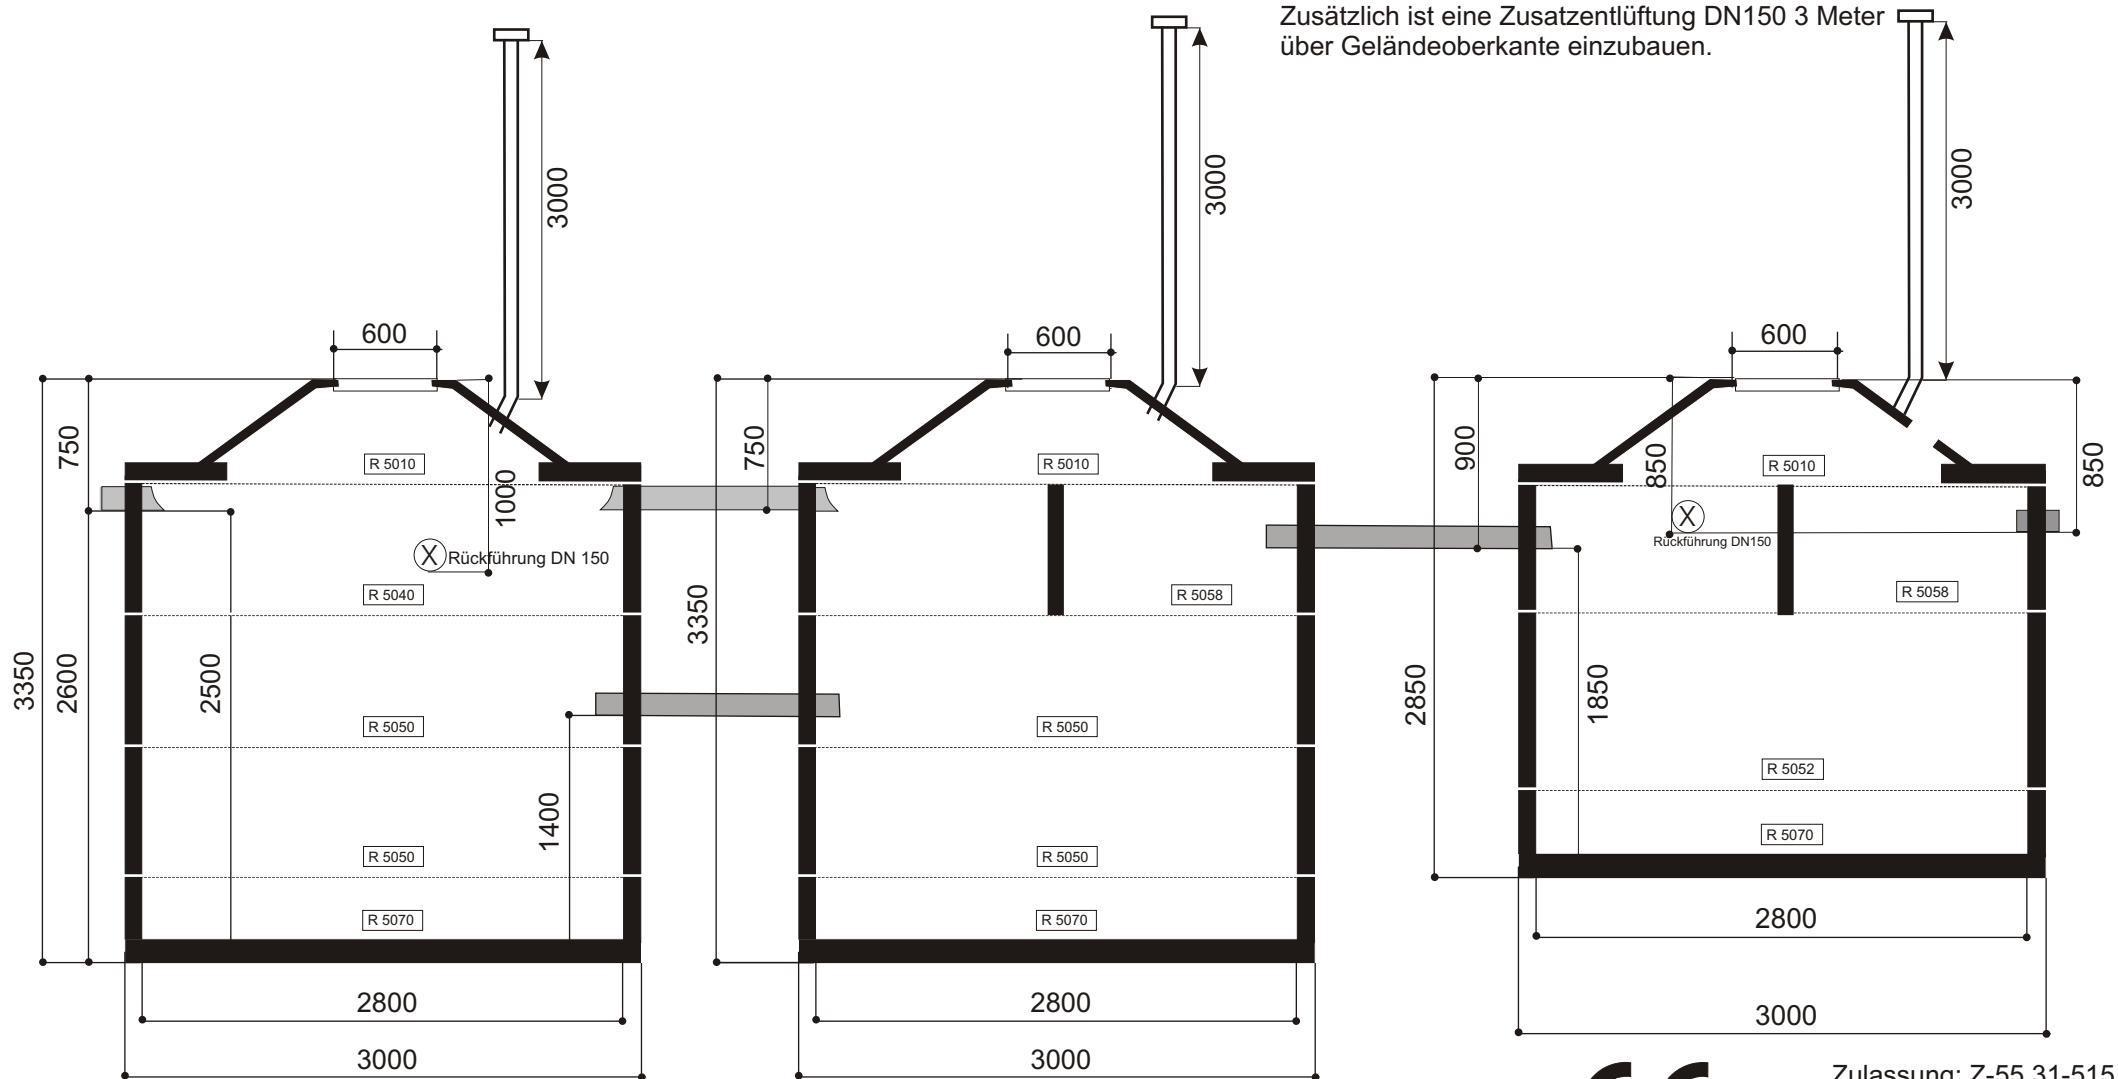 Zusätzlich ist eine Zusatzentlüftung DN150 3 Meter
über Geländeoberkante einzubauen.
3000
600
750
3350
2600
2500
1000
R 5010
X
Rückführung DN 150
R 5040
R 5050
1400
R 5050
R 5070
2800
3000
3000
600
750
3350
R 5010
R 5058
R 5050
R 5050
R 5070
2800
3000
3000
600
900
850
850
R 5010
X
Rückführung DN150
R 5058
2850
1850
R 5052
R 5070
2800
3000
Zulassung: Z-55.31-515